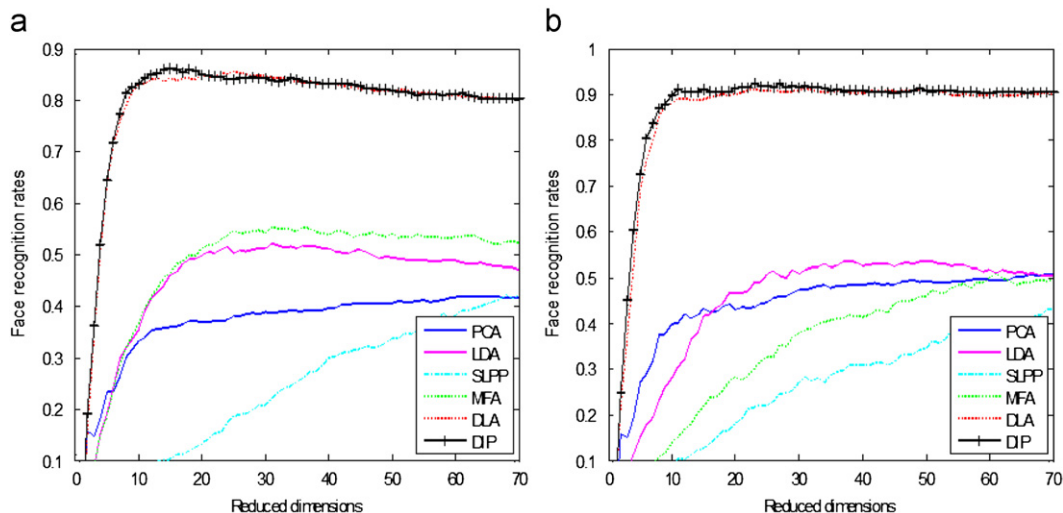 a
0.9
0.8
0.7
0.6
0.5
0.4
0.3
0.2
0.1
Face recognition rates
0 10 20 30 40 50 60 70
Reduced dimensions
PCA
LDA
SLPP
MFA
DLA
DIP
b
1
0.9
0.8
0.7
0.6
0.5
0.4
0.3
0.2
0.1
Face recognition rates
0 10 20 30 40 50 60 70
Reduced dimensions
PCA
LDA
SLPP
MFA
DLA
DIP